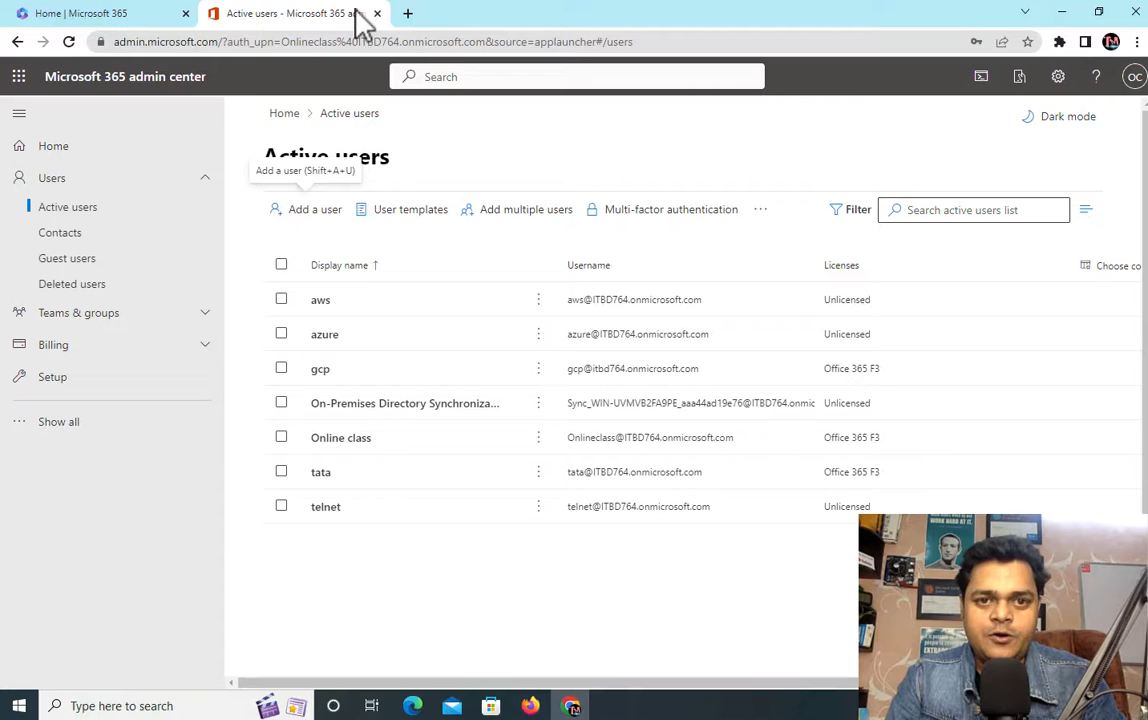 Home | Microsoft 365
Active users - Microsoft 365 a
admin.microsoft.com/?auth_upn=Onlineclass%40ITBD764.onmicrosoft.com&source=applauncher#/users
Microsoft 365 admin center
Search
OC
Home > Active users
Dark mode
Active users
Add a user (Shift+A+U)
Add a user
User templates
Add multiple users
Multi-factor authentication
Filter
Search active users list
Home
Users
Active users
Contacts
Guest users
Deleted users
Teams & groups
Billing
Setup
Show all
Display name ↑ Username Licenses Choose co
aws aws@ITBD764.onmicrosoft.com Unlicensed
azure azure@ITBD764.onmicrosoft.com Unlicensed
gcp gcp@itbd764.onmicrosoft.com Office 365 F3
On-Premises Directory Synchroniza... Sync_WIN-UVMVB2FA9PE_aaa44ad19e76@ITBD764.onmic Unlicensed
Online class Onlineclass@ITBD764.onmicrosoft.com Office 365 F3
tata tata@ITBD764.onmicrosoft.com Office 365 F3
telnet telnet@ITBD764.onmicrosoft.com Unlicensed
WORK HARD AT IT.
Type here to search